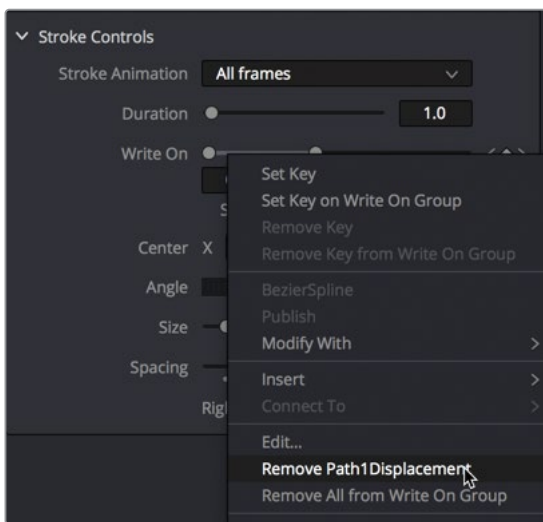 Stroke Controls
Stroke Animation All frames
Duration 1.0
Write On
Set Key
Set Key on Write On Group
Remove Key
Center X Remove Key from Write On Group
Angle BezierSpline
Publish
Size Modify With
Spacing Insert
Connect To
Edit...
Remove Path1Displacement
Remove All from Write On Group